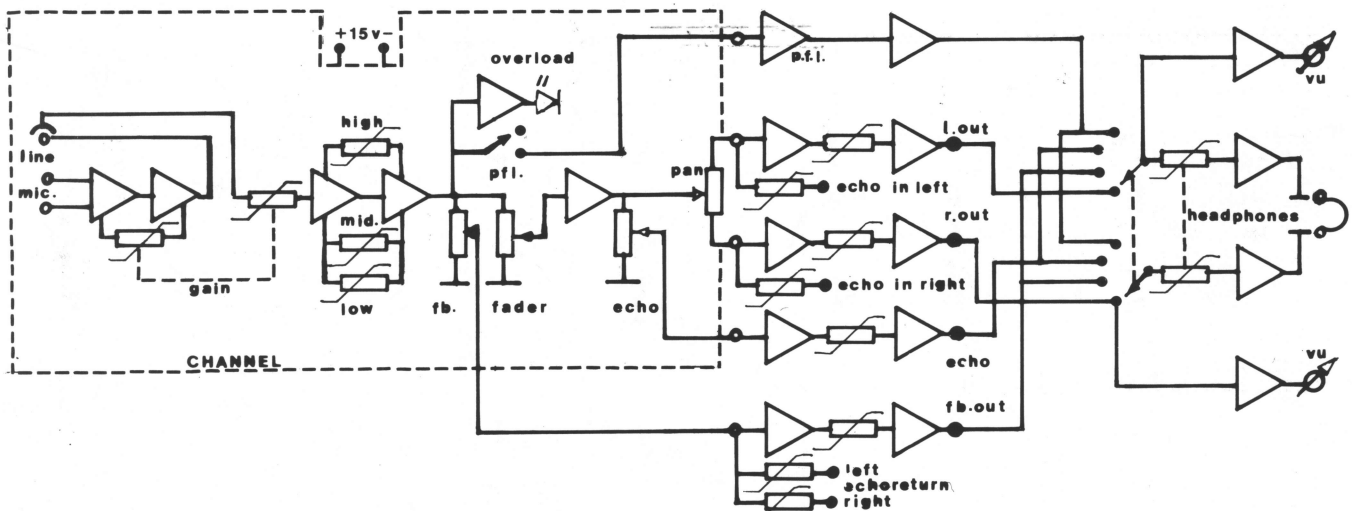 +15v-
overload
p.f.l.
vu
high
line
l.out
mic.
pfl.
pan
echo in left
mid.
headphones
r.out
gain
low
fb.
fader
echo
echo in right
CHANNEL
echo
vu
fb.out
left
echoreturn
right